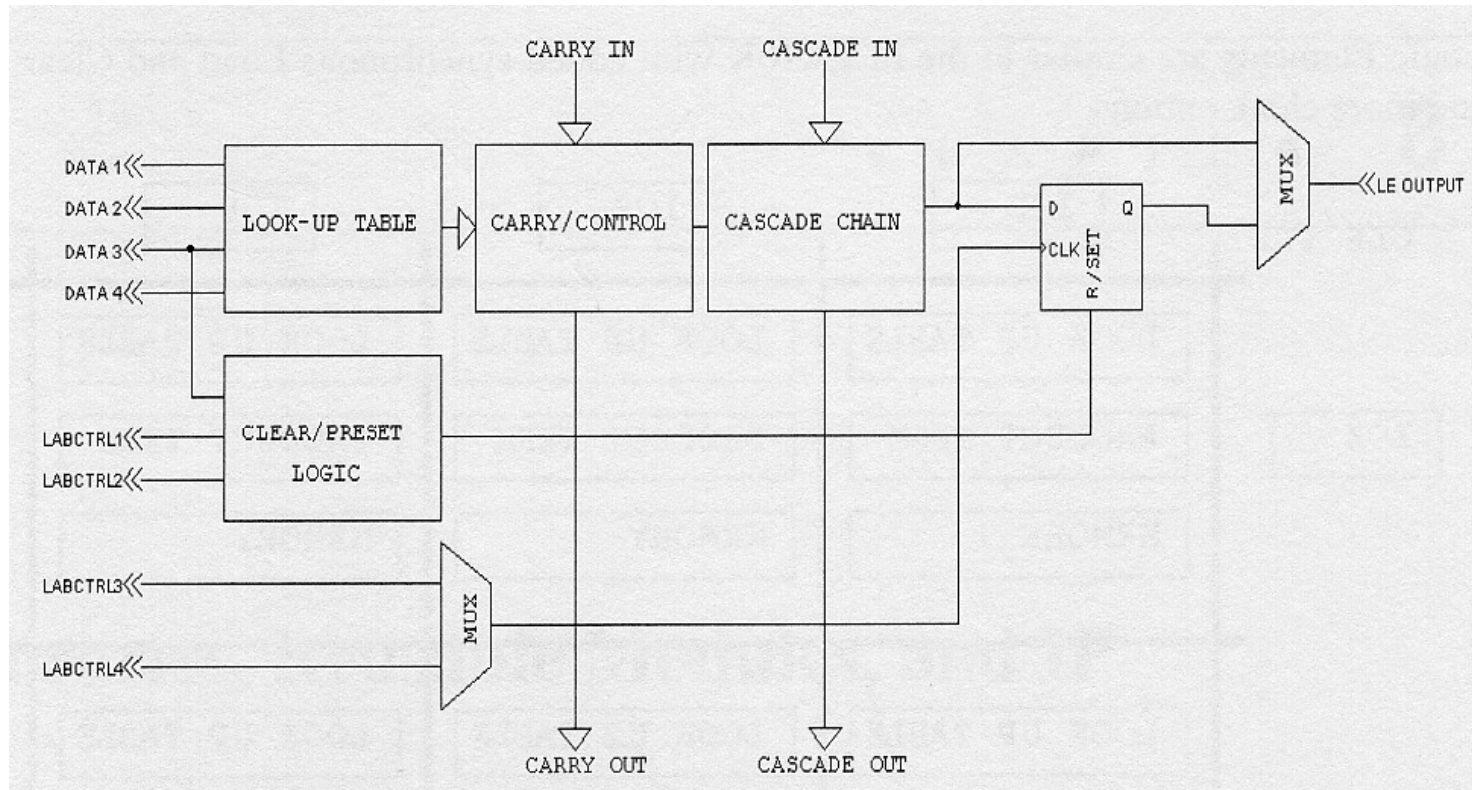 CARRY IN
CASCADE IN
DATA 1
DATA 2
DATA 3
DATA 4
LOOK-UP TABLE
CARRY/CONTROL
CASCADE CHAIN
D
Q
CLK
R/SET
MUX
LE OUTPUT
LABCTRL1
LABCTRL2
CLEAR/PRESET
LOGIC
LABCTRL3
LABCTRL4
MUX
CARRY OUT
CASCADE OUT